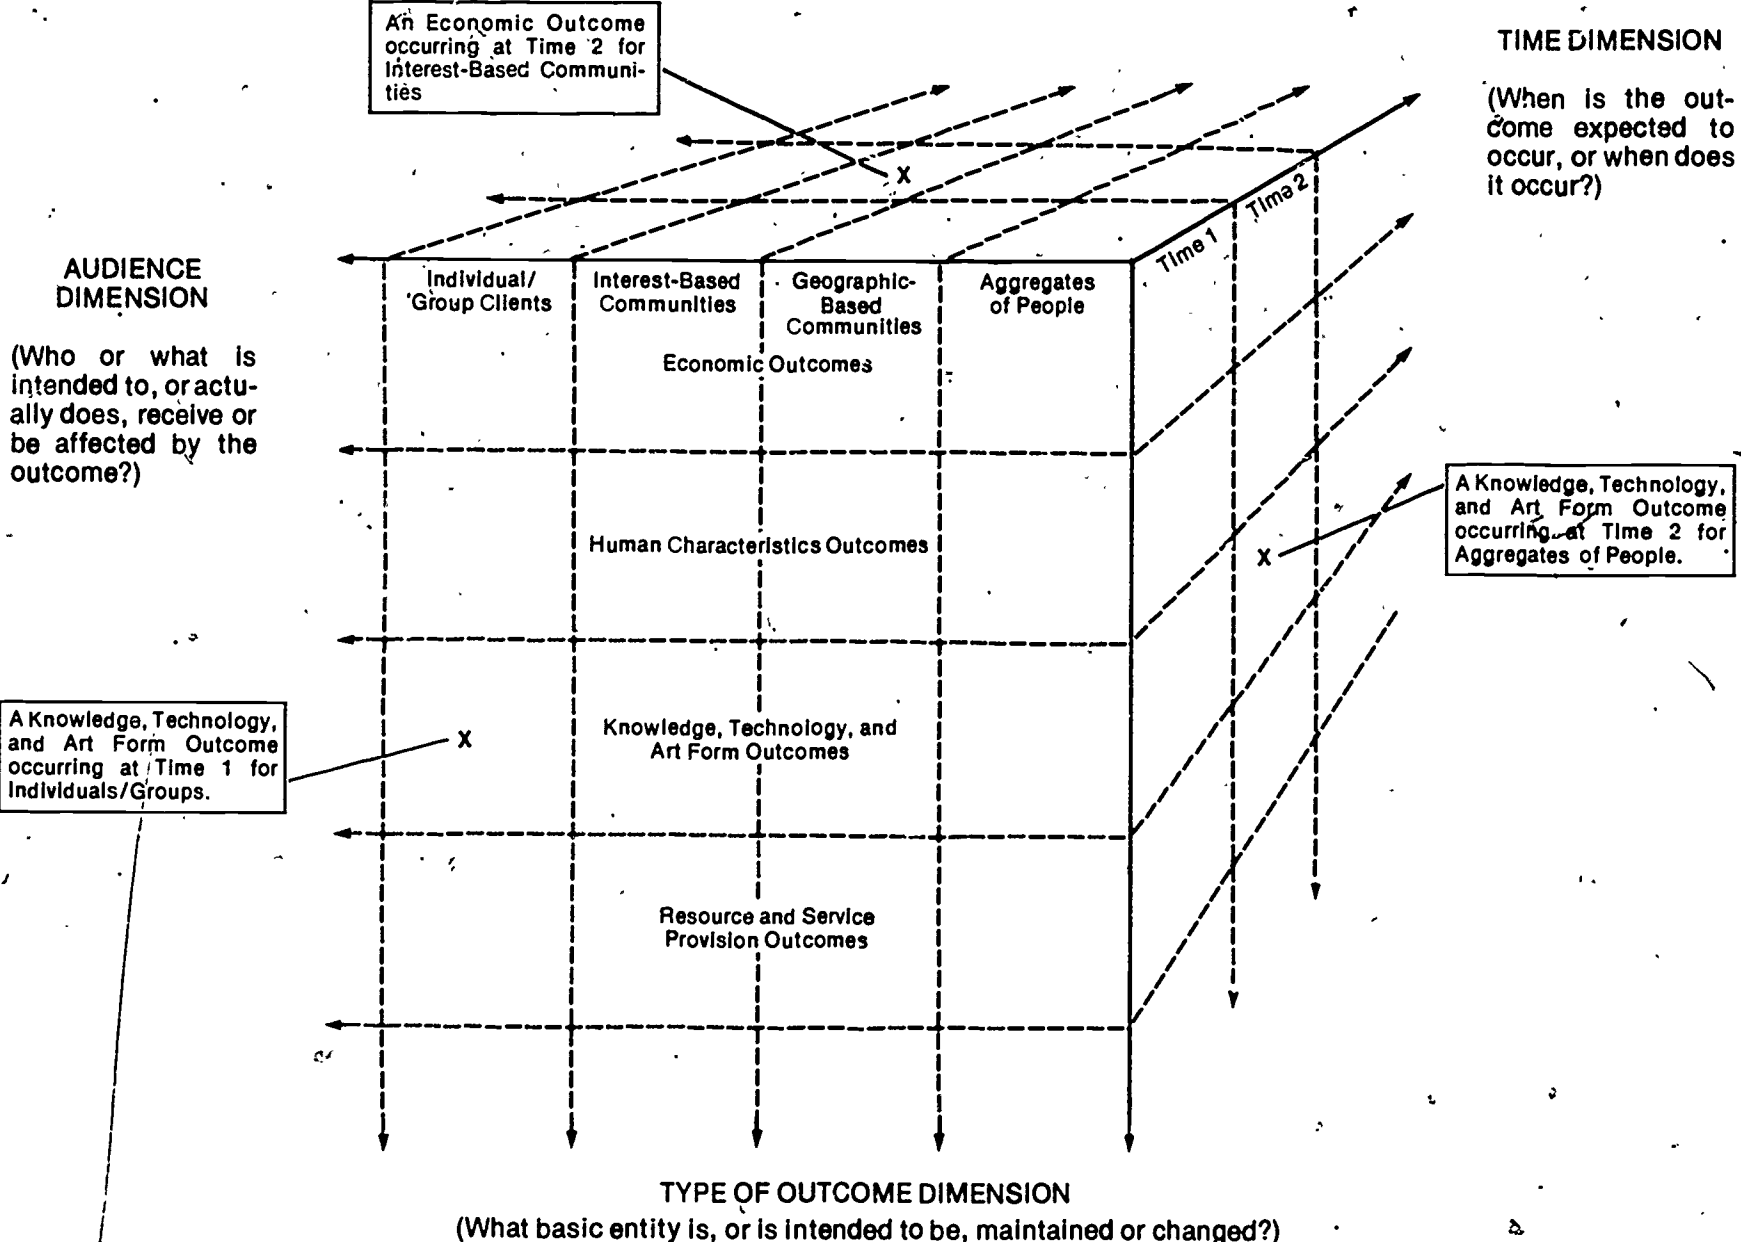 An Economic Outcome
occurring at Time 2 for
Interest-Based Communi-
ties
TIME DIMENSION
(When is the out-
come expected to
occur, or when does
it occur?)
Time 2
Time 1
AUDIENCE
DIMENSION
(Who or what is
intended to, or actu-
ally does, receive or
be affected by the
outcome?)
Individual/
Group Clients
Interest-Based
Communities
Geographic-
Based
Communities
Aggregates
of People
Economic Outcomes
Human Characteristics Outcomes
X
X
A Knowledge, Technology,
and Art Form Outcome
occurring at Time 2 for
Aggregates of People.
A Knowledge, Technology,
and Art Form Outcome
occurring at Time 1 for
Individuals/Groups.
X
Knowledge, Technology, and
Art Form Outcomes
Resource and Service
Provision Outcomes
TYPE OF OUTCOME DIMENSION
(What basic entity is, or is intended to be, maintained or changed?)